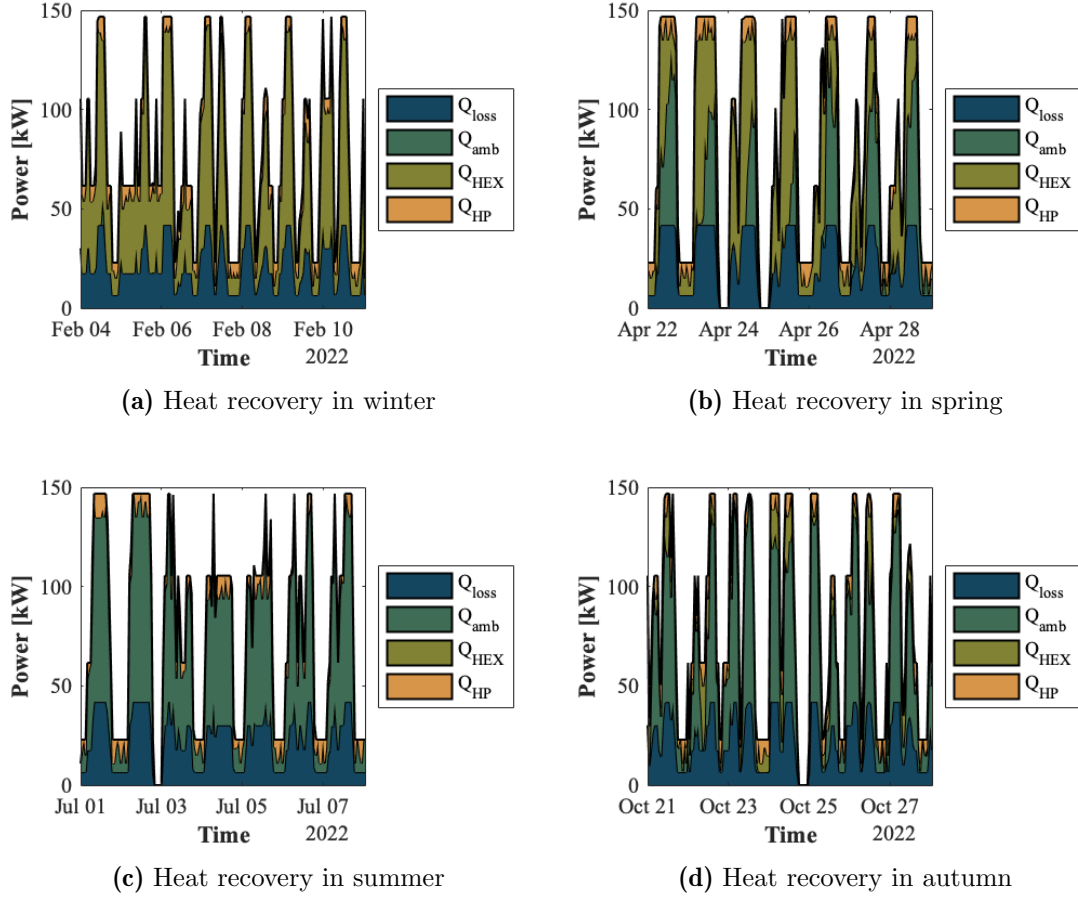 150
100
50
0
Power [kW]
Feb 04
Feb 06
Feb 08
Feb 10
Time
2022
Q_loss
Q_amb
Q_HEX
Q_HP
(a) Heat recovery in winter
150
100
50
0
Power [kW]
Apr 22
Apr 24
Apr 26
Apr 28
Time
2022
Q_loss
Q_amb
Q_HEX
Q_HP
(b) Heat recovery in spring
150
100
50
0
Power [kW]
Jul 01
Jul 03
Jul 05
Jul 07
Time
2022
Q_loss
Q_amb
Q_HEX
Q_HP
(c) Heat recovery in summer
150
100
50
0
Power [kW]
Oct 21
Oct 23
Oct 25
Oct 27
Time
2022
Q_loss
Q_amb
Q_HEX
Q_HP
(d) Heat recovery in autumn